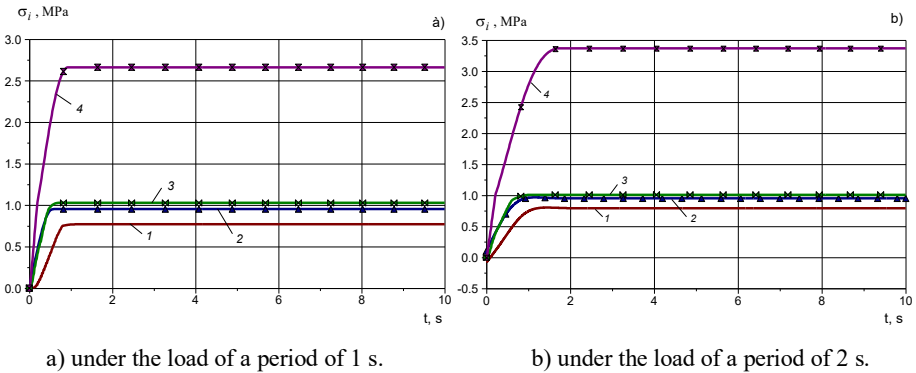 σi , MPa
a)
3.0
2.5
2.0
1.5
1.0
0.5
0.0
4
3
2
1
0 2 4 6 8 10
t, s
σi , MPa
b)
3.5
3.0
2.5
2.0
1.5
1.0
0.5
0.0
-0.5
4
3
1
2
0 2 4 6 8 10
t, s
a) under the load of a period of 1 s.
b) under the load of a period of 2 s.